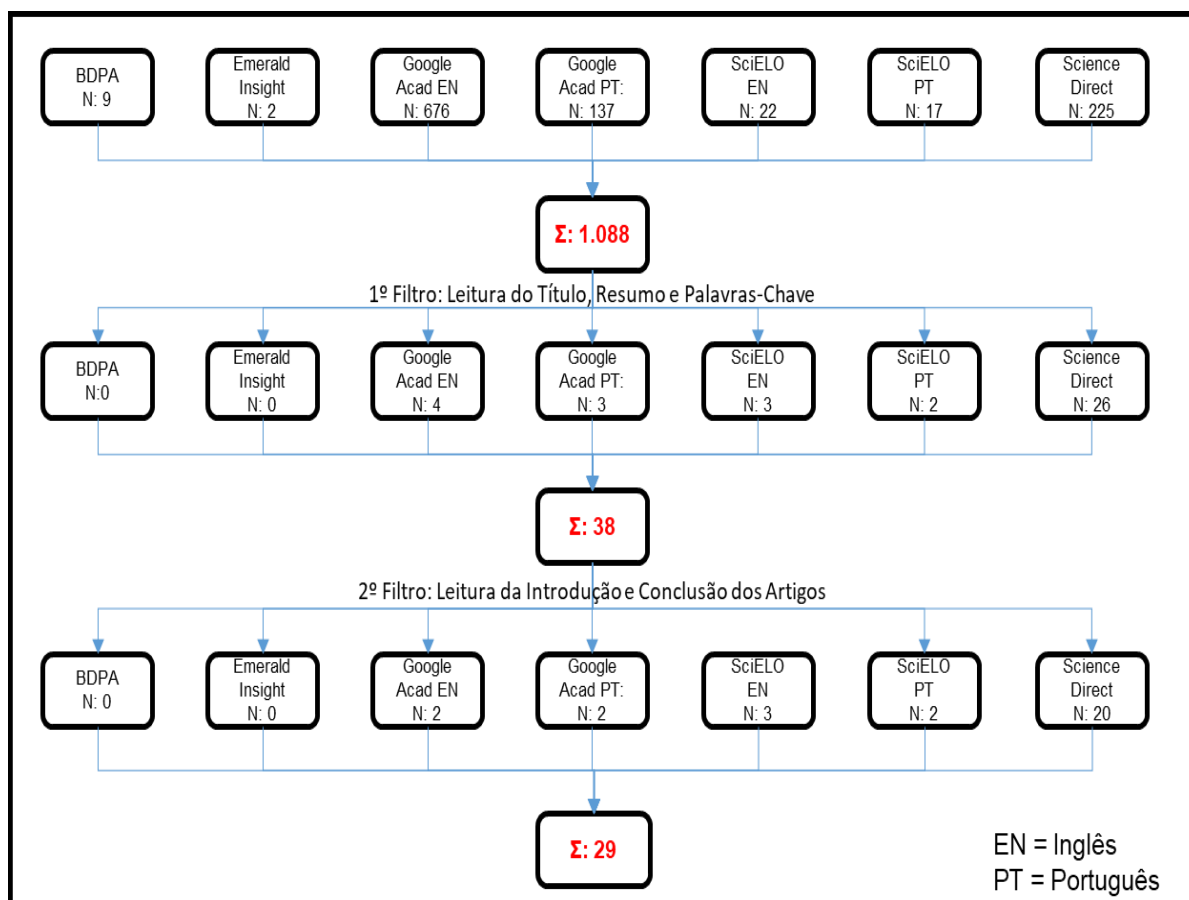 BDPA
N: 9
Emerald
Insight
N: 2
Google
Acad EN
N: 676
Google
Acad PT:
N: 137
SciELO
EN
N: 22
SciELO
PT
N: 17
Science
Direct
N: 225
Σ: 1.088
1º Filtro: Leitura do Título, Resumo e Palavras-Chave
BDPA
N:0
Emerald
Insight
N: 0
Google
Acad EN
N: 4
Google
Acad PT:
N: 3
SciELO
EN
N: 3
SciELO
PT
N: 2
Science
Direct
N: 26
Σ: 38
2º Filtro: Leitura da Introdução e Conclusão dos Artigos
BDPA
N: 0
Emerald
Insight
N: 0
Google
Acad EN
N: 2
Google
Acad PT:
N: 2
SciELO
EN
N: 3
SciELO
PT
N: 2
Science
Direct
N: 20
Σ: 29
EN = Inglês
PT = Português